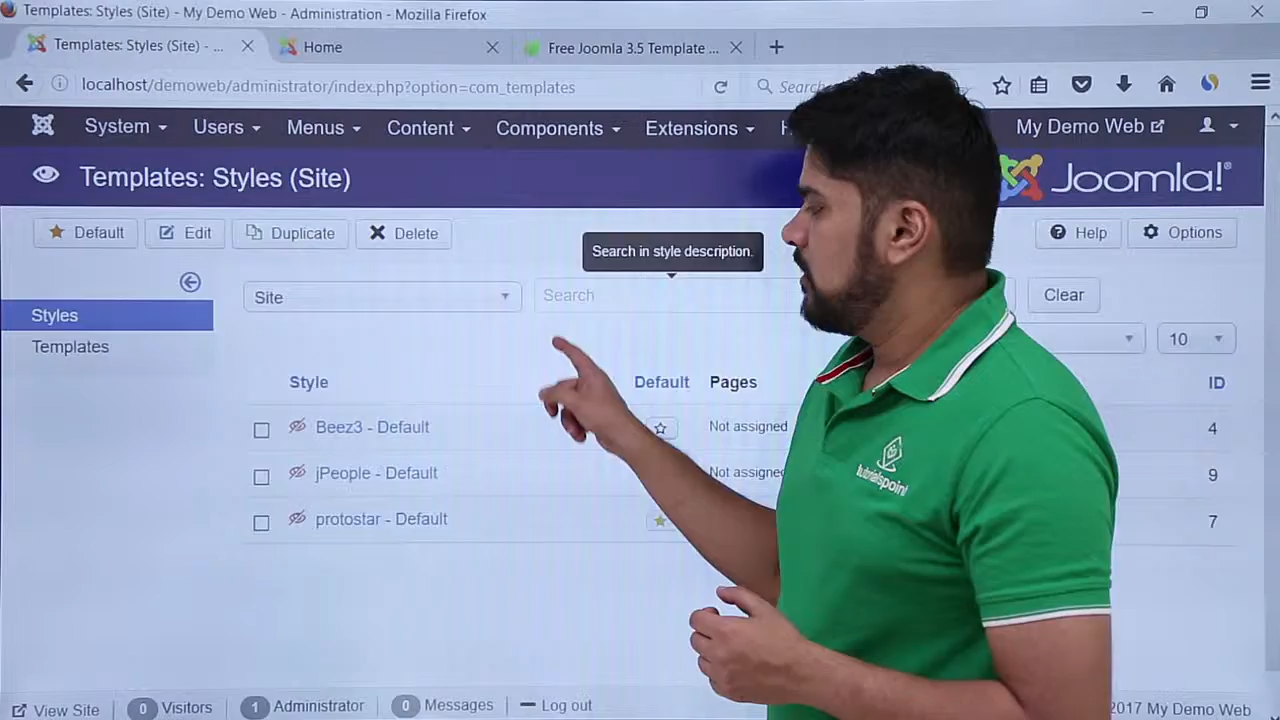 Templates: Styles (Site) - My Demo Web - Administration - Mozilla Firefox
Templates: Styles (Site) - ...
Home
Free Joomla 3.5 Template ...
localhost/demoweb/administrator/index.php?option=com_templates
Search
System Users Menus Content Components Extensions H My Demo Web
Templates: Styles (Site)
Joomla!®
Default Edit Duplicate Delete Help Options
Search in style description.
Site Search Clear
Styles
Templates
10
Style Default Pages ID
Beez3 - Default Not assigned 4
jPeople - Default Not assigned 9
protostar - Default 7
tutorialspoint
View Site 0 Visitors 1 Administrator 0 Messages Log out 2017 My Demo Web